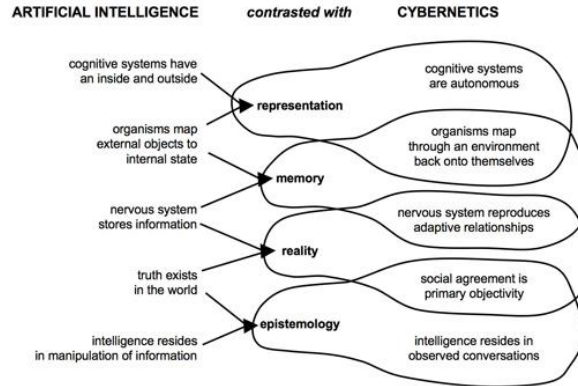 ARTIFICIAL INTELLIGENCE contrasted with CYBERNETICS
cognitive systems have
an inside and outside
cognitive systems
are autonomous
representation
organisms map
external objects to
internal state
organisms map
through an environment
back onto themselves
memory
nervous system
stores information
nervous system reproduces
adaptive relationships
reality
truth exists
in the world
social agreement is
primary objectivity
epistemology
intelligence resides
in manipulation of information
intelligence resides in
observed conversations